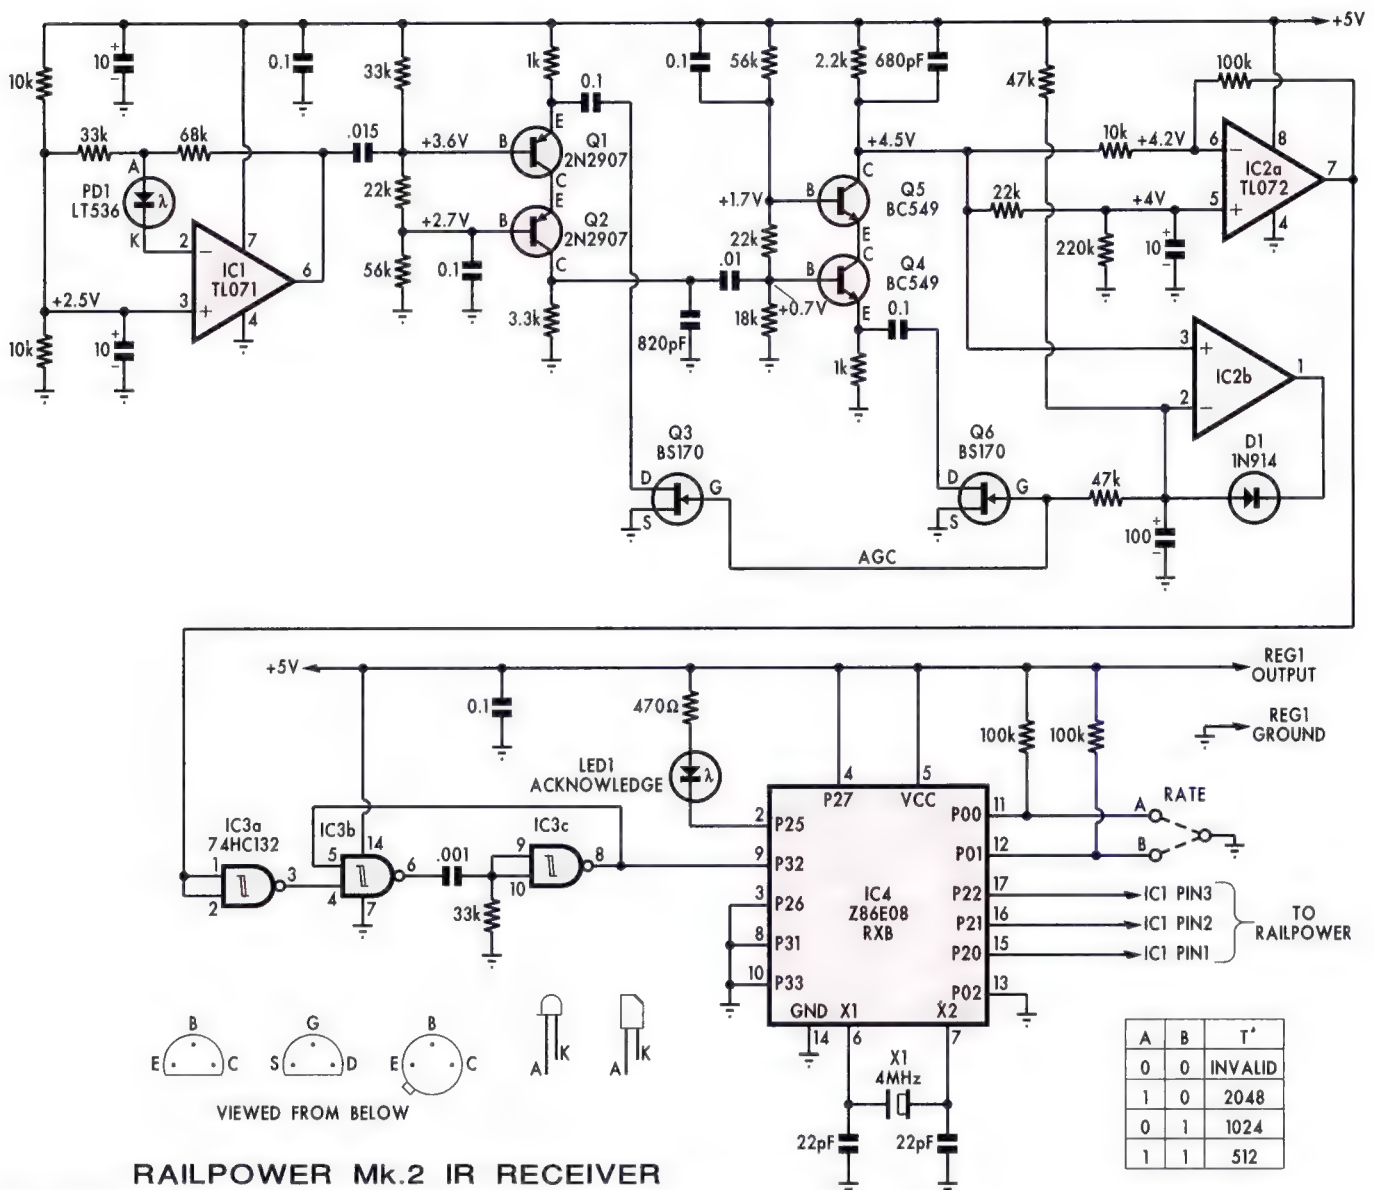 +5V
10k
10
+
−
0.1
33k
1k
0.1
0.1
56k
2.2k
680pF
47k
100k
33k
68k
.015
+3.6V
B
E
Q1
2N2907
C
+4.5V
C
10k
+4.2V
6
−
8
7
IC2a
TL072
5
+
4
A
PD1
LT536
λ
K
22k
+2.7V
B
E
Q2
2N2907
C
+1.7V
B
Q5
BC549
E
22k
+4V
220k
10
+
−
2
−
7
IC1
TL071
6
3
+
4
+2.5V
10k
10
+
−
56k
0.1
3.3k
820pF
.01
22k
B
C
Q4
BC549
E
+0.7V
18k
0.1
1k
3
+
IC2b
1
2
−
Q3
BS170
D
G
S
Q6
BS170
D
G
S
47k
D1
1N914
100
+
−
AGC
+5V
REG1
OUTPUT
REG1
GROUND
0.1
470Ω
LED1
ACKNOWLEDGE
λ
100k
100k
4
5
P27
VCC
2
P25
9
P32
3
P26
8
P31
10
P33
IC4
Z86E08
RXB
P00
11
P01
12
P22
17
P21
16
P20
15
P02
13
GND
X1
X2
14
6
7
A
RATE
B
IC1 PIN3
IC1 PIN2
IC1 PIN1
TO
RAILPOWER
IC3a
74HC132
1
2
3
IC3b
5
4
14
6
7
.001
33k
IC3c
9
10
8
X1
4MHz
22pF
22pF
B
E
C
G
S
D
B
E
C
A
K
A
K
VIEWED FROM BELOW
A B T'
0 0 INVALID
1 0 2048
0 1 1024
1 1 512
RAILPOWER Mk.2 IR RECEIVER